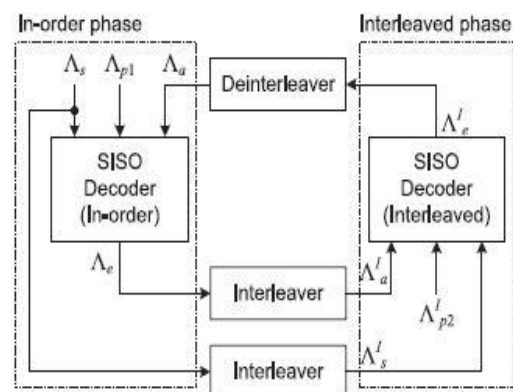 In-order phase
Interleaved phase
Λs Λp1 Λa
Deinterleaver
Λ^I_e
SISO
Decoder
(In-order)
SISO
Decoder
(Interleaved)
Λe
Interleaver
Λ^I_a
Λ^I_p2
Interleaver
Λ^I_s